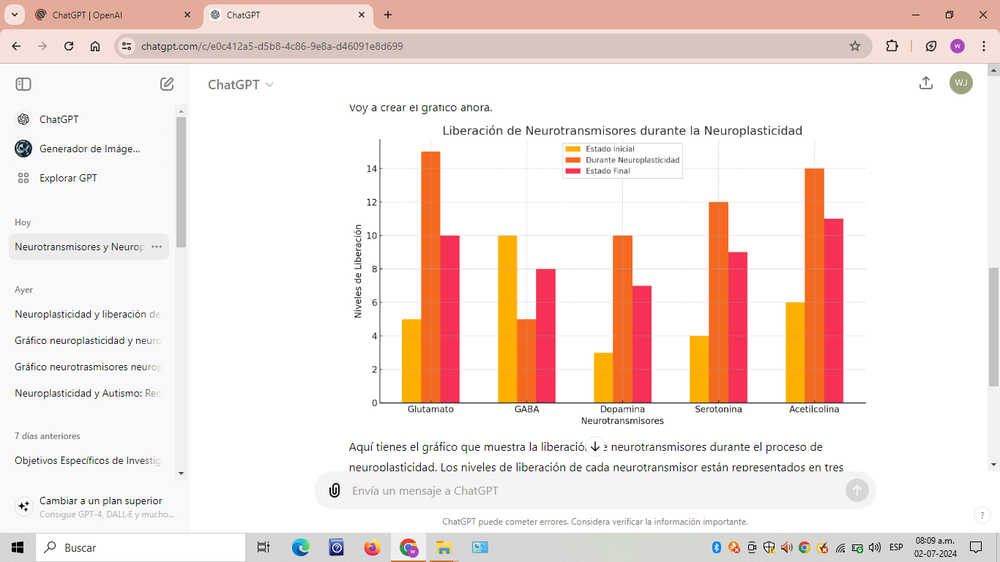 ChatGPT | OpenAI
ChatGPT
chatgpt.com/c/e0c412a5-d5b8-4c86-9e8a-d46091e8d699
w
ChatGPT
Generador de Imáge...
Explorar GPT
Hoy
Neurotransmisores y Neurop
Ayer
Neuroplasticidad y liberación de
Gráfico neuroplasticidad y neuro
Gráfico neurotrasmisores neurop
Neuroplasticidad y Autismo: Rec
7 días anteriores
Objetivos Específicos de Investig
Cambiar a un plan superior
Consigue GPT-4, DALL·E y mucho...
ChatGPT
WJ
Voy a crear el gráfico ahora.
Liberación de Neurotransmisores durante la Neuroplasticidad
Estado Inicial
Durante Neuroplasticidad
Estado Final
Niveles de Liberación
14
12
10
8
6
4
2
0
Glutamato GABA Dopamina Serotonina Acetilcolina
Neurotransmisores
Aquí tienes el gráfico que muestra la liberación e neurotransmisores durante el proceso de
neuroplasticidad. Los niveles de liberación de cada neurotransmisor están representados en tres
Envía un mensaje a ChatGPT
ChatGPT puede cometer errores. Considera verificar la información importante.
?
Buscar
w
ESP
08:09 a.m.
02-07-2024